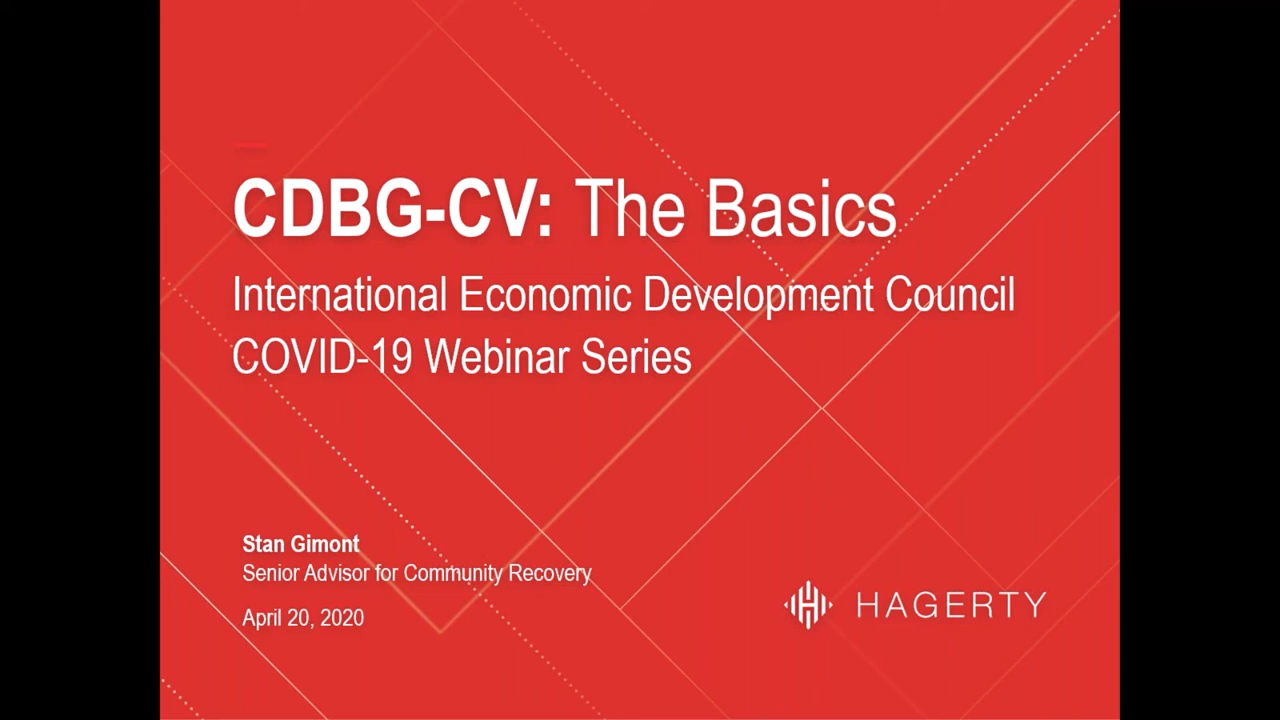 CDBG-CV: The Basics
International Economic Development Council
COVID-19 Webinar Series
Stan Gimont
Senior Advisor for Community Recovery
April 20, 2020
HAGERTY